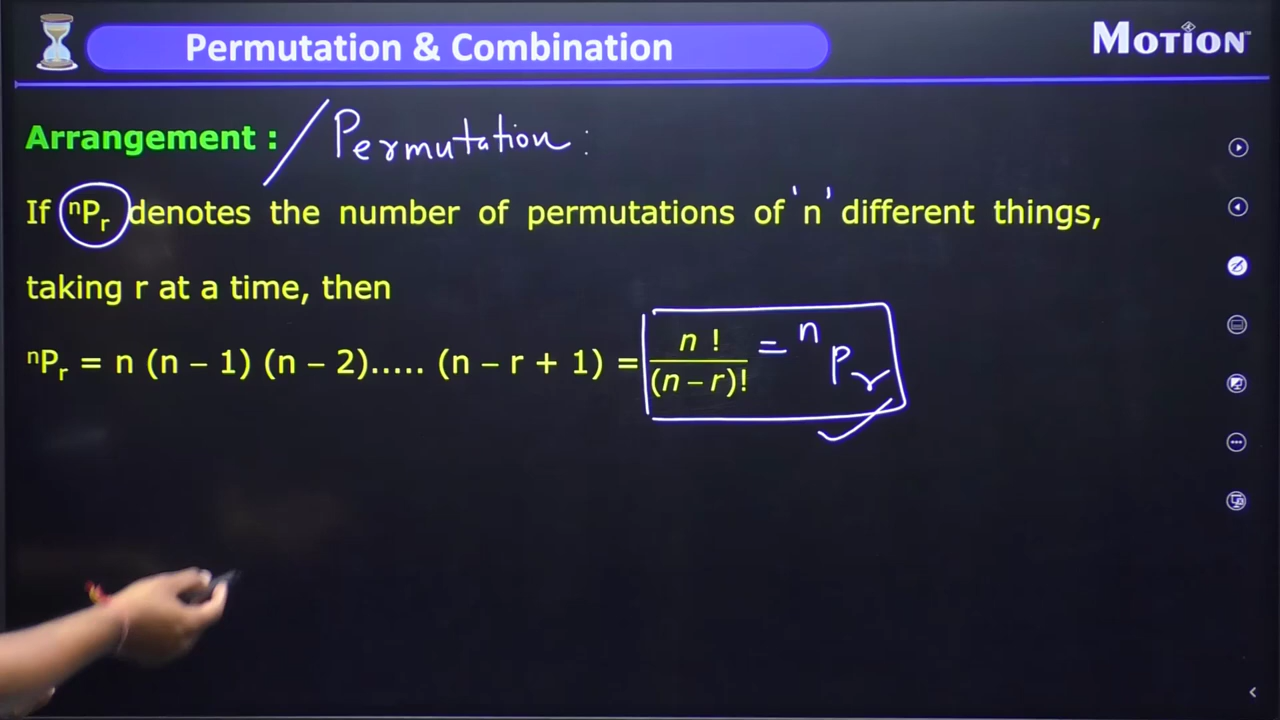 Permutation & Combination
MOTION™
Arrangement : / Permutation :
If ⁿPᵣ denotes the number of permutations of 'n' different things,
taking r at a time, then
ⁿPᵣ = n (n – 1) (n – 2)..... (n – r + 1) = n ! / (n – r)! = ⁿPᵣ